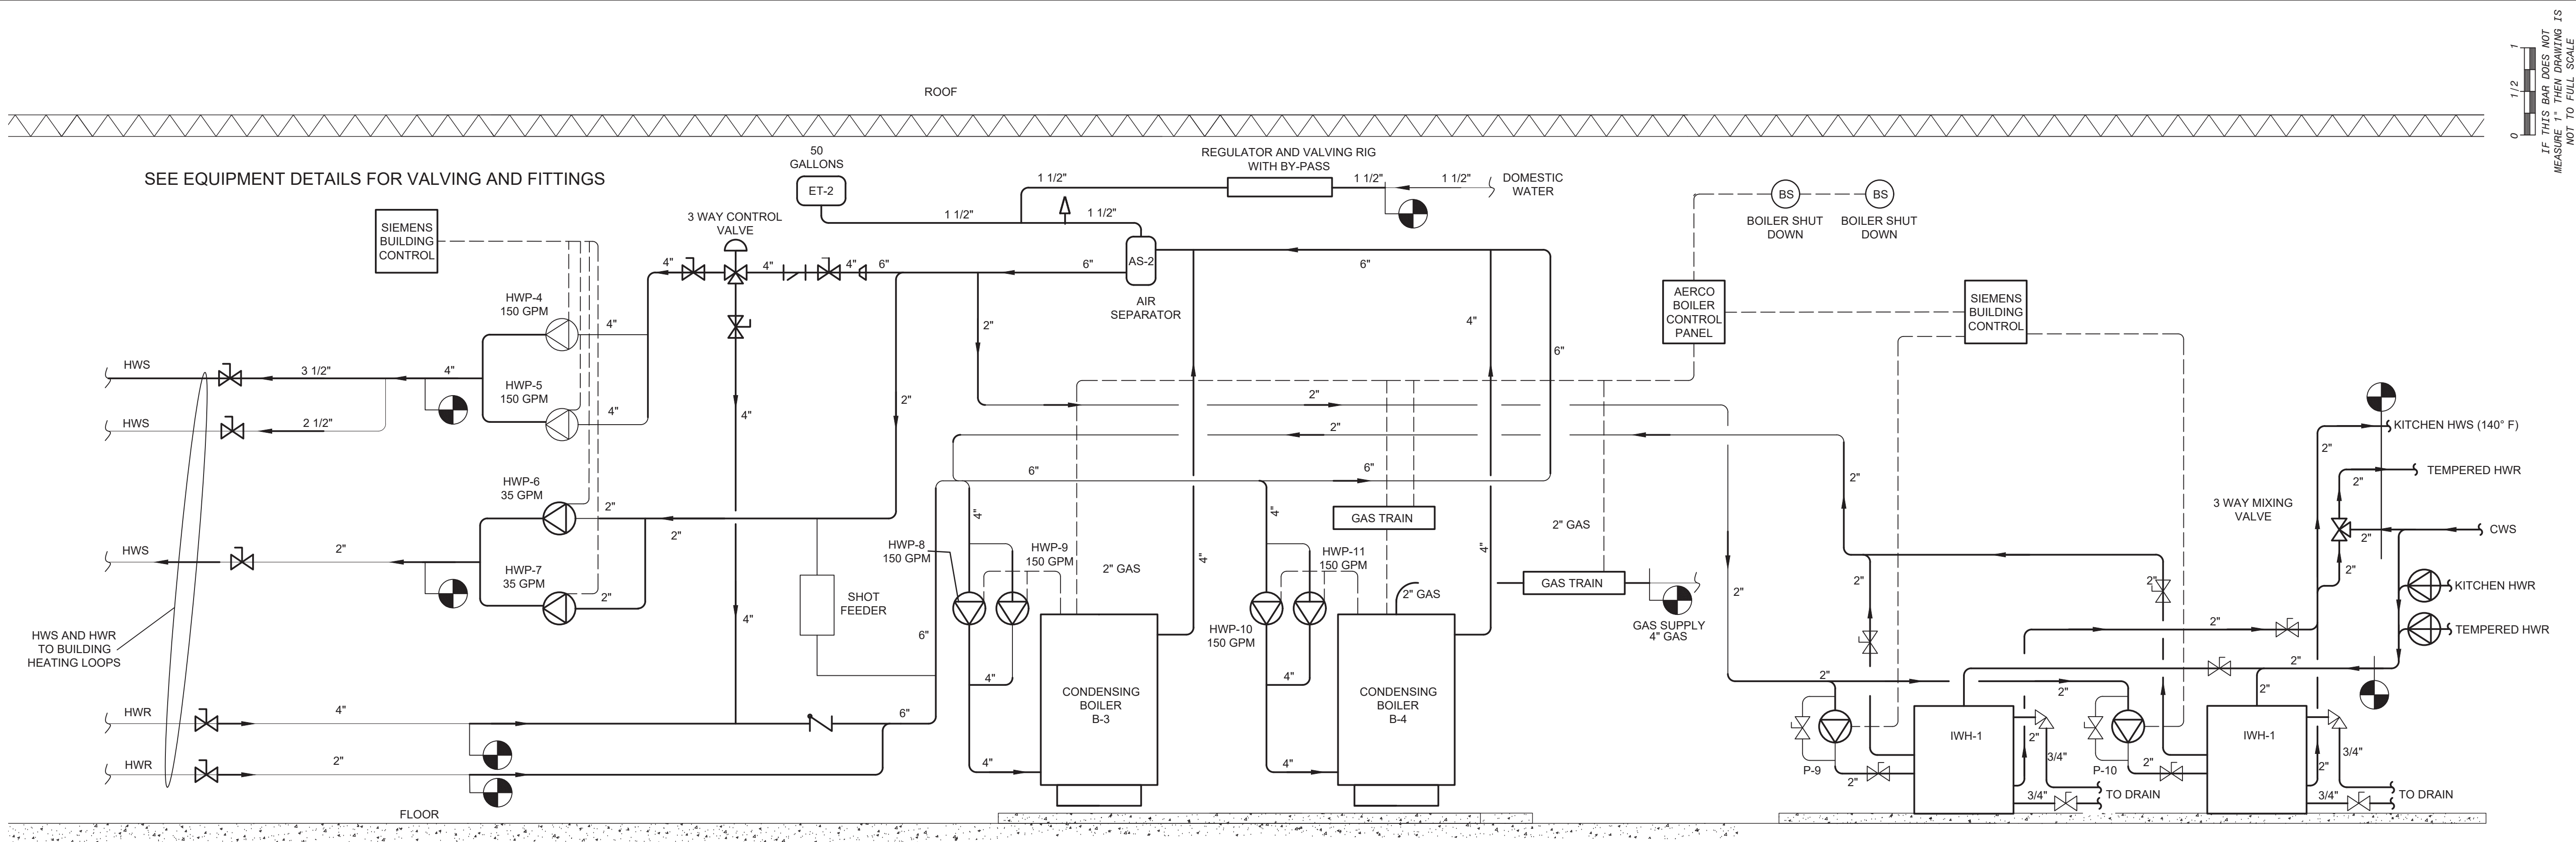 IF THIS BAR DOES NOT
MEASURE 1" THEN DRAWING IS
NOT TO FULL SCALE
0
1/2
1
ROOF
SEE EQUIPMENT DETAILS FOR VALVING AND FITTINGS
50
GALLONS
ET-2
REGULATOR AND VALVING RIG
WITH BY-PASS
1 1/2"
1 1/2"
1 1/2"
DOMESTIC
WATER
1 1/2"
1 1/2"
3 WAY CONTROL
VALVE
SIEMENS
BUILDING
CONTROL
BS
BS
BOILER SHUT
DOWN
BOILER SHUT
DOWN
4"
4"
4"
6"
6"
AS-2
6"
AIR
SEPARATOR
AERCO
BOILER
CONTROL
PANEL
SIEMENS
BUILDING
CONTROL
HWP-4
150 GPM
4"
2"
4"
6"
HWS
3 1/2"
4"
HWP-5
150 GPM
4"
HWS
2 1/2"
4"
2"
2"
2"
KITCHEN HWS (140° F)
2"
TEMPERED HWR
2"
6"
6"
2"
HWP-6
35 GPM
2"
2"
4"
4"
GAS TRAIN
2" GAS
3 WAY MIXING
VALVE
CWS
2"
HWS
2"
HWP-7
35 GPM
2"
HWP-8
150 GPM
HWP-9
150 GPM
2" GAS
4"
HWP-11
150 GPM
4"
2" GAS
GAS TRAIN
2"
2"
2"
2"
KITCHEN HWR
SHOT
FEEDER
4"
6"
HWP-10
150 GPM
GAS SUPPLY
4" GAS
2"
TEMPERED HWR
HWS AND HWR
TO BUILDING
HEATING LOOPS
4"
4"
2"
2"
2"
2"
CONDENSING
BOILER
B-3
CONDENSING
BOILER
B-4
HWR
4"
6"
IWH-1
2"
3/4"
IWH-1
3/4"
HWR
2"
4"
4"
P-9
2"
P-10
2"
2"
3/4"
TO DRAIN
3/4"
TO DRAIN
FLOOR